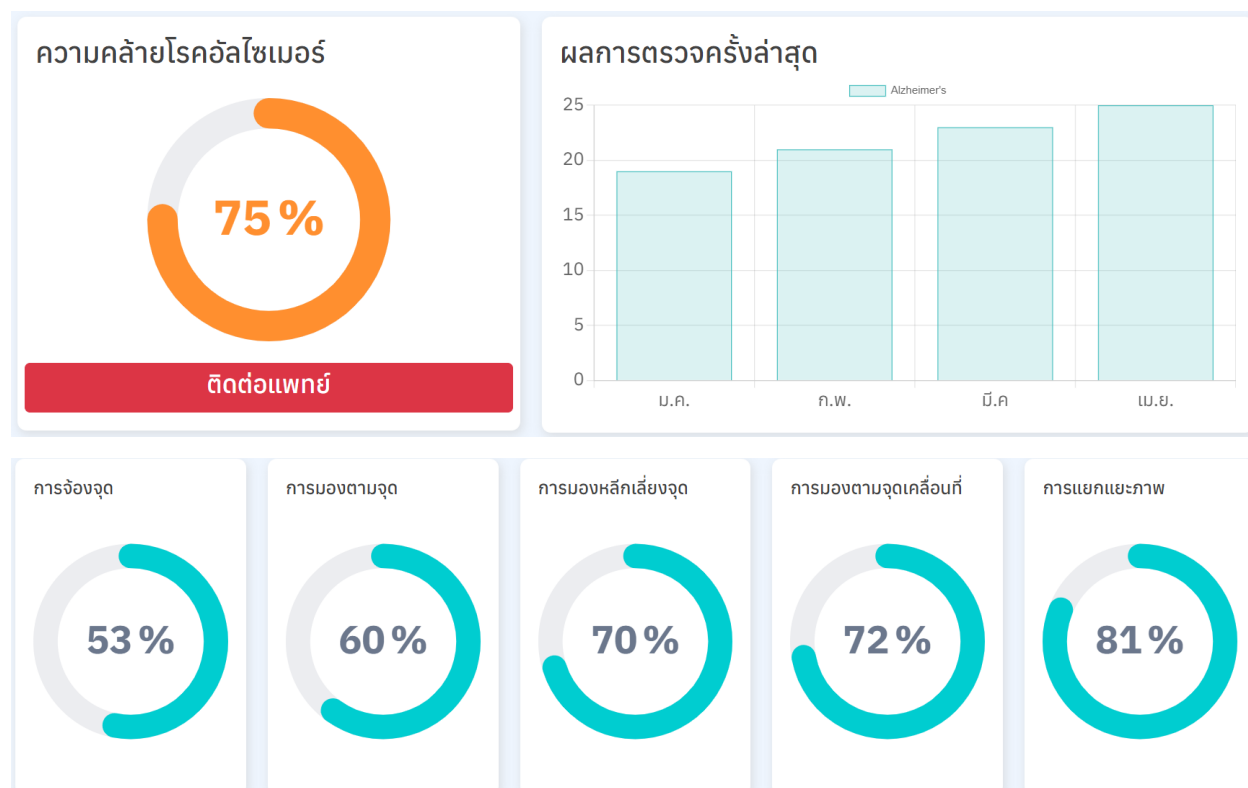 ความคล้ายโรคอัลไซเมอร์
75 %
ติดต่อแพทย์
ผลการตรวจครั้งล่าสุด
Alzheimer's
25
20
15
10
5
0
ม.ค. ก.พ. มี.ค เม.ย.
การจ้องจุด
53 %
การมองตามจุด
60 %
การมองหลีกเลี่ยงจุด
70 %
การมองตามจุดเคลื่อนที่
72 %
การแยกแยะภาพ
81 %